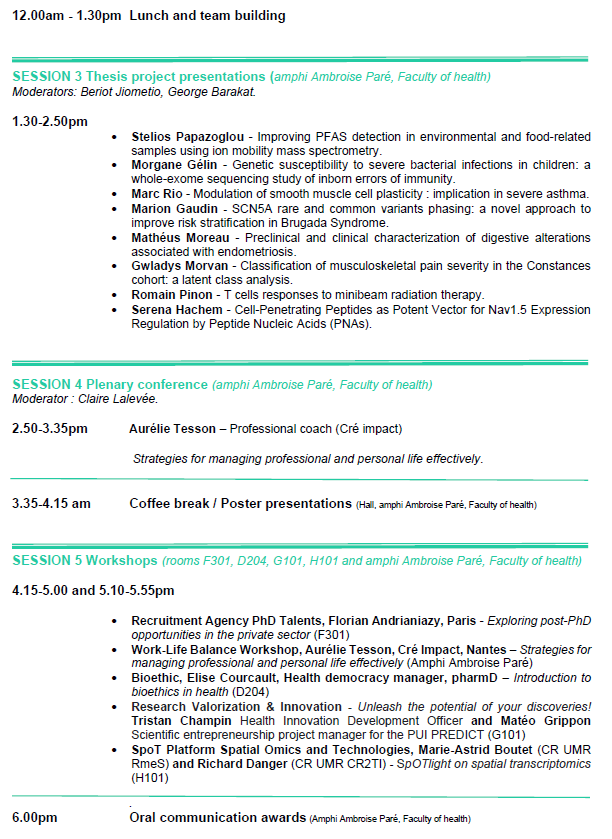 12.00am - 1.30pm Lunch and team building
SESSION 3 Thesis project presentations (amphi Ambroise Paré, Faculty of health)
Moderators: Beriot Jiometio, George Barakat.
1.30-2.50pm
• Stelios Papazoglou - Improving PFAS detection in environmental and food-related
samples using ion mobility mass spectrometry.
• Morgane Gélin - Genetic susceptibility to severe bacterial infections in children: a
whole-exome sequencing study of inborn errors of immunity.
• Marc Rio - Modulation of smooth muscle cell plasticity : implication in severe asthma.
• Marion Gaudin - SCN5A rare and common variants phasing: a novel approach to
improve risk stratification in Brugada Syndrome.
• Mathéus Moreau - Preclinical and clinical characterization of digestive alterations
associated with endometriosis.
• Gwladys Morvan - Classification of musculoskeletal pain severity in the Constances
cohort: a latent class analysis.
• Romain Pinon - T cells responses to minibeam radiation therapy.
• Serena Hachem - Cell-Penetrating Peptides as Potent Vector for Nav1.5 Expression
Regulation by Peptide Nucleic Acids (PNAs).
SESSION 4 Plenary conference (amphi Ambroise Paré, Faculty of health)
Moderator : Claire Lalevée.
2.50-3.35pm Aurélie Tesson – Professional coach (Cré impact)
Strategies for managing professional and personal life effectively.
3.35-4.15 am Coffee break / Poster presentations (Hall, amphi Ambroise Paré, Faculty of health)
SESSION 5 Workshops (rooms F301, D204, G101, H101 and amphi Ambroise Paré, Faculty of health)
4.15-5.00 and 5.10-5.55pm
• Recruitment Agency PhD Talents, Florian Andrianiazy, Paris - Exploring post-PhD
opportunities in the private sector (F301)
• Work-Life Balance Workshop, Aurélie Tesson, Cré Impact, Nantes – Strategies for
managing professional and personal life effectively (Amphi Ambroise Paré)
• Bioethic, Elise Courcault, Health democracy manager, pharmD – Introduction to
bioethics in health (D204)
• Research Valorization & Innovation - Unleash the potential of your discoveries!
Tristan Champin Health Innovation Development Officer and Matéo Grippon
Scientific entrepreneurship project manager for the PUI PREDICT (G101)
• SpoT Platform Spatial Omics and Technologies, Marie-Astrid Boutet (CR UMR
RmeS) and Richard Danger (CR UMR CR2TI) - SpOTlight on spatial transcriptomics
(H101)
.
6.00pm Oral communication awards (Amphi Ambroise Paré, Faculty of health)